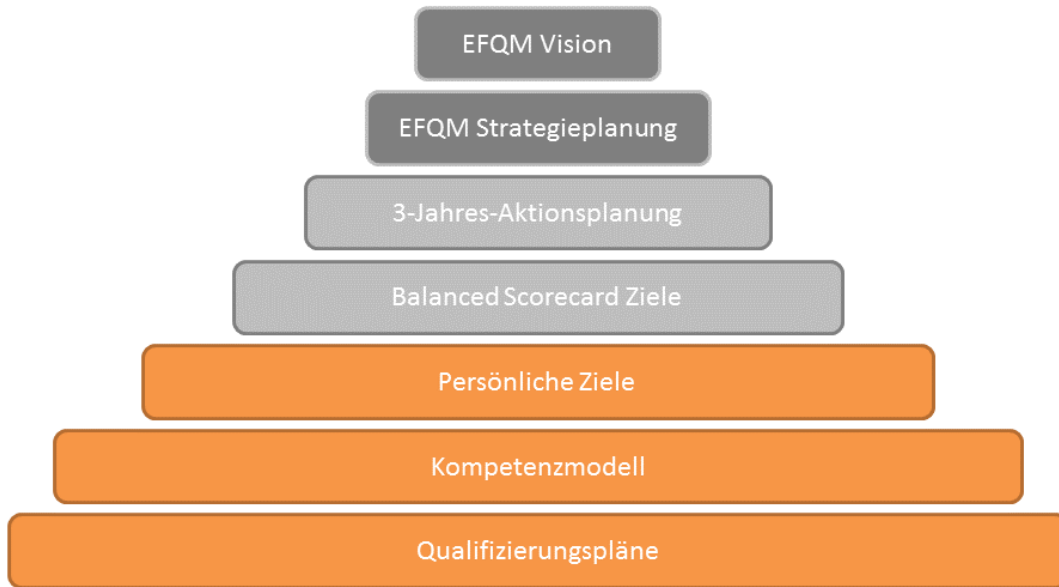 EFQM Vision
EFQM Strategieplanung
3-Jahres-Aktionsplanung
Balanced Scorecard Ziele
Persönliche Ziele
Kompetenzmodell
Qualifizierungspläne